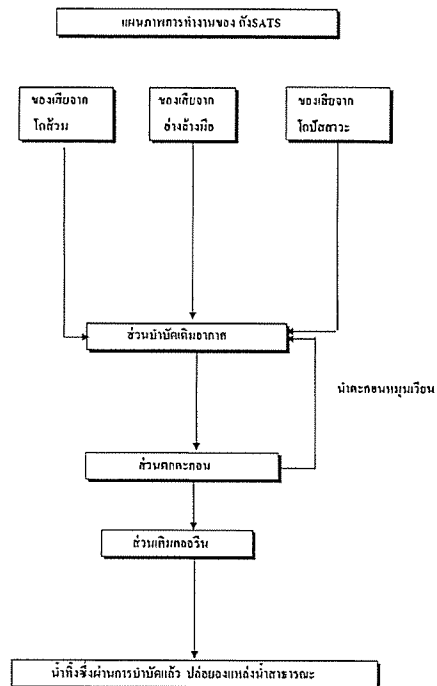 แผนภาพการทำงานของ ถังSATS
ของเสียจาก
โถส้วม
ของเสียจาก
อ่างล้างมือ
ของเสียจาก
โถปัสสาวะ
ส่วนบำบัดเติมอากาศ
นำตะกอนหมุนเวียน
ส่วนตกตะกอน
ส่วนเติมคลอรีน
น้ำทิ้งซึ่งผ่านการบำบัดแล้ว ปล่อยลงแหล่งน้ำสาธารณะ